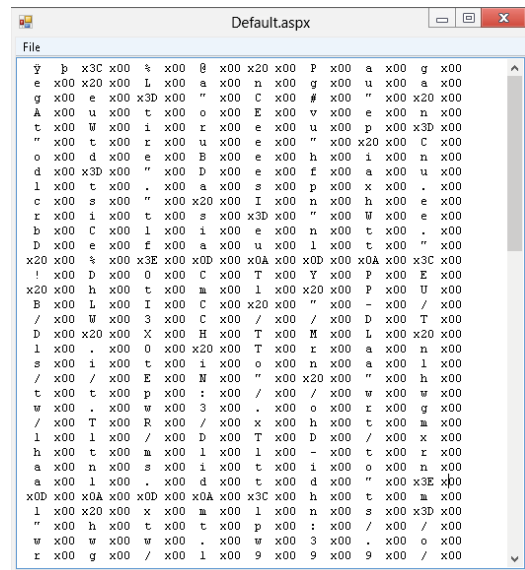 Default.aspx
File
ÿ þ x3C x00 % x00 @ x00 x20 x00 P x00 a x00 g x00
e x00 x20 x00 L x00 a x00 n x00 g x00 u x00 a x00
g x00 e x00 x3D x00 " x00 C x00 # x00 " x00 x20 x00
A x00 u x00 t x00 o x00 E x00 v x00 e x00 n x00
t x00 W x00 i x00 r x00 e x00 u x00 p x00 x3D x00
" x00 t x00 r x00 u x00 e x00 " x00 x20 x00 C x00
o x00 d x00 e x00 B x00 e x00 h x00 i x00 n x00
d x00 x3D x00 " x00 D x00 e x00 f x00 a x00 u x00
l x00 t x00 . x00 a x00 s x00 p x00 x x00 . x00
c x00 s x00 " x00 x20 x00 I x00 n x00 h x00 e x00
r x00 i x00 t x00 s x00 x3D x00 " x00 W x00 e x00
b x00 C x00 l x00 i x00 e x00 n x00 t x00 . x00
D x00 e x00 f x00 a x00 u x00 l x00 t x00 " x00
x20 x00 % x00 x3E x00 x0D x00 x0A x00 x0D x00 x0A x00 x3C x00
! x00 D x00 O x00 C x00 T x00 Y x00 P x00 E x00
x20 x00 h x00 t x00 m x00 l x00 x20 x00 P x00 U x00
B x00 L x00 I x00 C x00 x20 x00 " x00 - x00 / x00
/ x00 W x00 3 x00 C x00 / x00 / x00 D x00 T x00
D x00 x20 x00 X x00 H x00 T x00 M x00 L x00 x20 x00
1 x00 . x00 0 x00 x20 x00 T x00 r x00 a x00 n x00
s x00 i x00 t x00 i x00 o x00 n x00 a x00 l x00
/ x00 / x00 E x00 N x00 " x00 x20 x00 " x00 h x00
t x00 t x00 p x00 : x00 / x00 / x00 w x00 w x00
w x00 . x00 w x00 3 x00 . x00 o x00 r x00 g x00
/ x00 T x00 R x00 / x00 x x00 h x00 t x00 m x00
l x00 1 x00 / x00 D x00 T x00 D x00 / x00 x x00
h x00 t x00 m x00 l x00 1 x00 - x00 t x00 r x00
a x00 n x00 s x00 i x00 t x00 i x00 o x00 n x00
a x00 l x00 . x00 d x00 t x00 d x00 " x00 x3E x00
x0D x00 x0A x00 x0D x00 x0A x00 x3C x00 h x00 t x00 m x00
l x00 x20 x00 x x00 m x00 l x00 n x00 s x00 x3D x00
" x00 h x00 t x00 t x00 p x00 : x00 / x00 / x00
w x00 w x00 w x00 . x00 w x00 3 x00 . x00 o x00
r x00 g x00 / x00 1 x00 9 x00 9 x00 9 x00 / x00